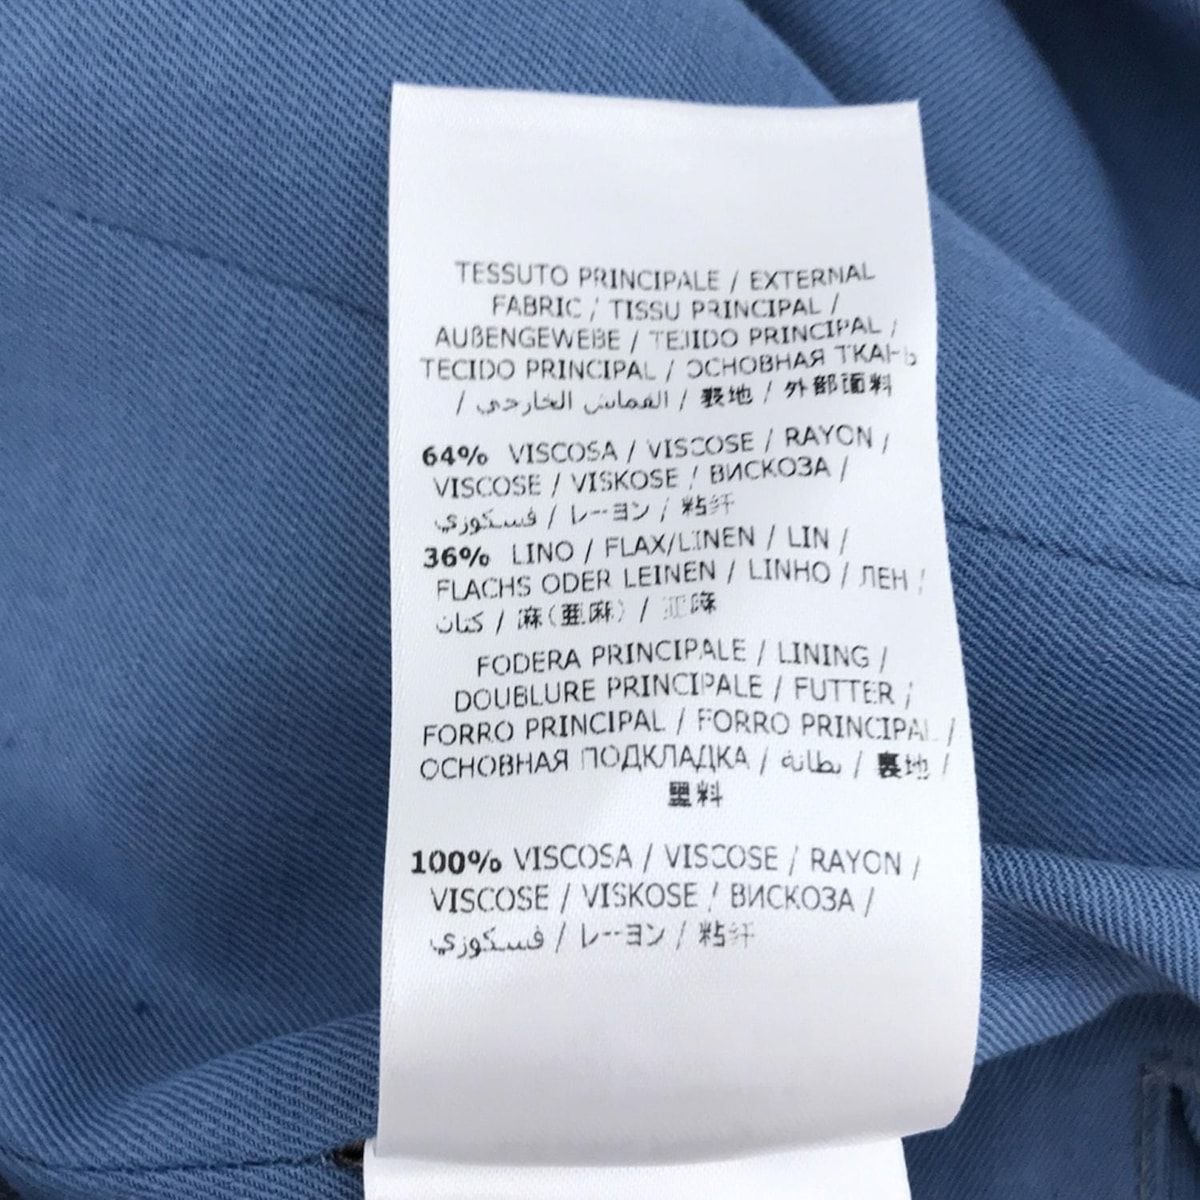 TESSUTO PRINCIPALE / EXTERNAL
FABRIC / TISSU PRINCIPAL /
AUßENGEWEBE / TEJIDO PRINCIPAL /
TECIDO PRINCIPAL / ОСНОВНАЯ ТКАНЬ
/ القماش الخارجي / 表地 / 外部面料
64% VISCOSA / VISCOSE / RAYON /
VISCOSE / VISKOSE / ВИСКОЗА /
فسكوزي / レーヨン / 粘纤
36% LINO / FLAX/LINEN / LIN /
FLACHS ODER LEINEN / LINHO / ЛЕН /
كتان / 麻(亜麻) / 亚麻
FODERA PRINCIPALE / LINING /
DOUBLURE PRINCIPALE / FUTTER /
FORRO PRINCIPAL / FORRO PRINCIPAL /
ОСНОВНАЯ ПОДКЛАДКА / بطانة / 裏地 /
里料
100% VISCOSA / VISCOSE / RAYON /
VISCOSE / VISKOSE / ВИСКОЗА /
فسكوزي / レーヨン / 粘纤